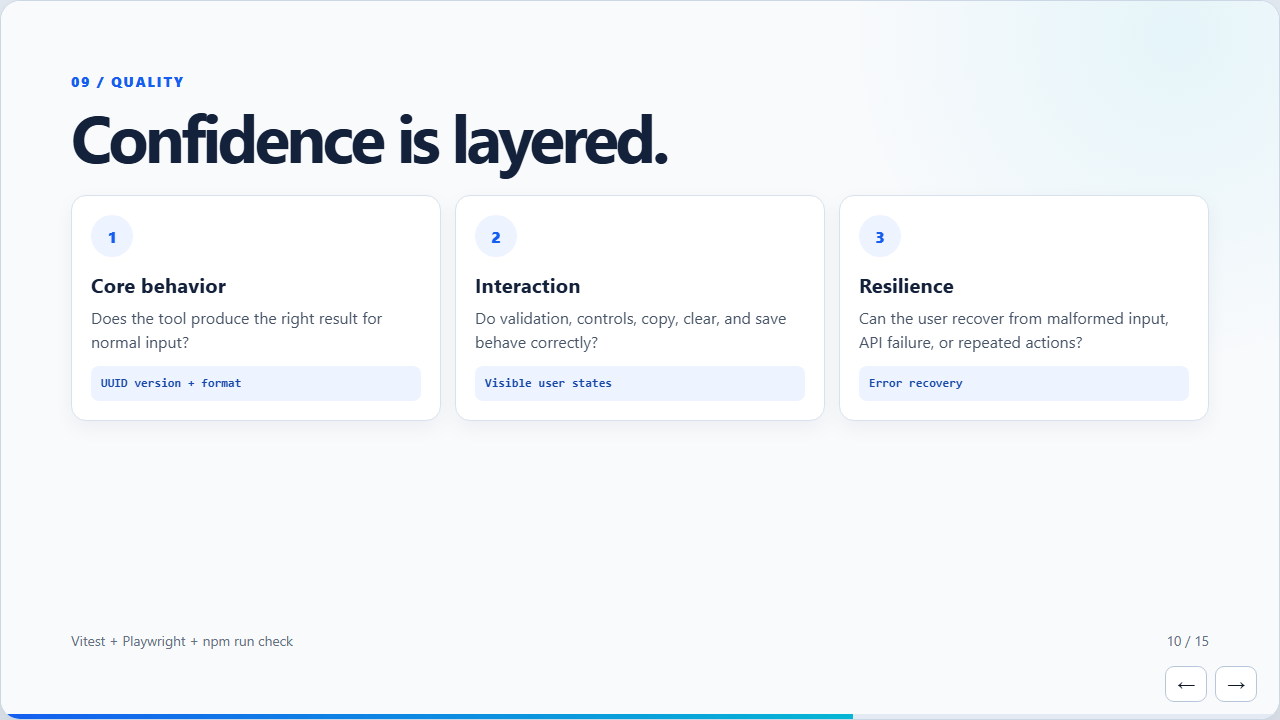 09 / QUALITY
Confidence is layered.
1
Core behavior
Does the tool produce the right result for
normal input?
UUID version + format
2
Interaction
Do validation, controls, copy, clear, and save
behave correctly?
Visible user states
3
Resilience
Can the user recover from malformed input,
API failure, or repeated actions?
Error recovery
Vitest + Playwright + npm run check
10 / 15
← →